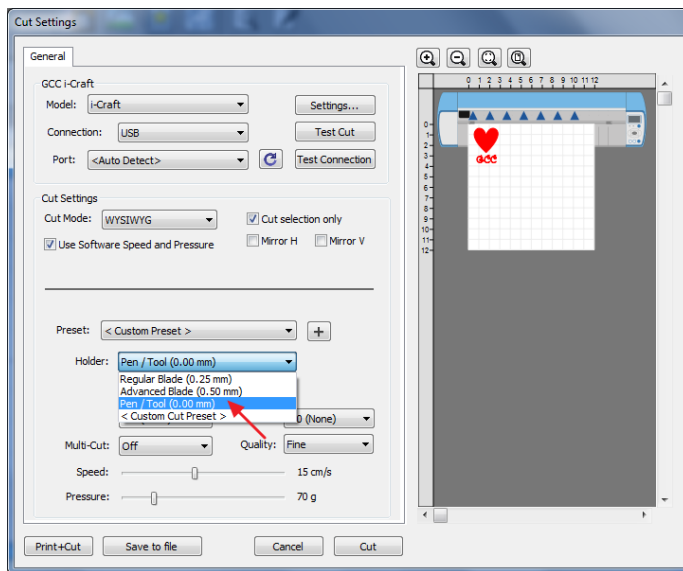 Cut Settings
General
GCC i-Craft
Model: i-Craft Settings...
Connection: USB Test Cut
Port: <Auto Detect> Test Connection
Cut Settings
Cut Mode: WYSIWYG Cut selection only
Use Software Speed and Pressure Mirror H Mirror V
Preset: < Custom Preset > +
Holder: Pen / Tool (0.00 mm)
Regular Blade (0.25 mm)
Advanced Blade (0.50 mm)
Pen / Tool (0.00 mm)
< Custom Cut Preset >
0 (None)
Multi-Cut: Off Quality: Fine
Speed: 15 cm/s
Pressure: 70 g
Print+Cut Save to file Cancel Cut
0 1 2 3 4 5 6 7 8 9 10 11 12
0
1
2
3
4
5
6
7
8
9
10
11
12
GCC